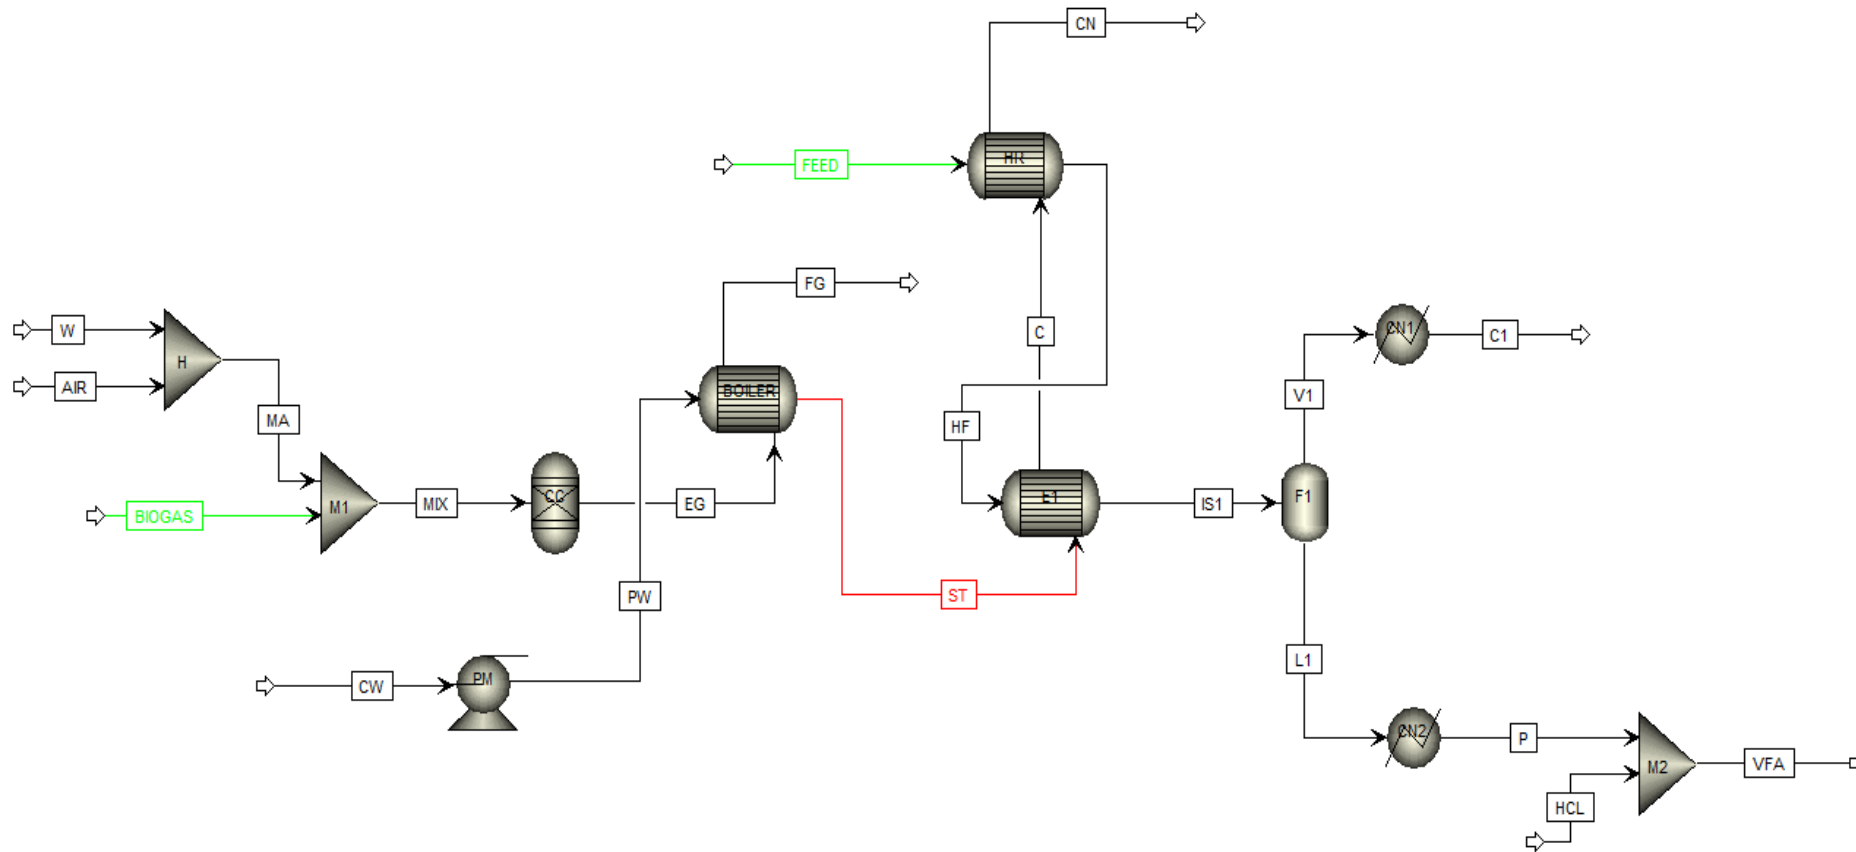 CN
FEED
HR
FG
W
H
AIR
MA
BOILER
C
HF
V1
CN1
C1
BIOGAS
M1
MIX
CC
EG
E1
IS1
F1
PW
ST
CW
PM
L1
CN2
P
M2
VFA
HCL